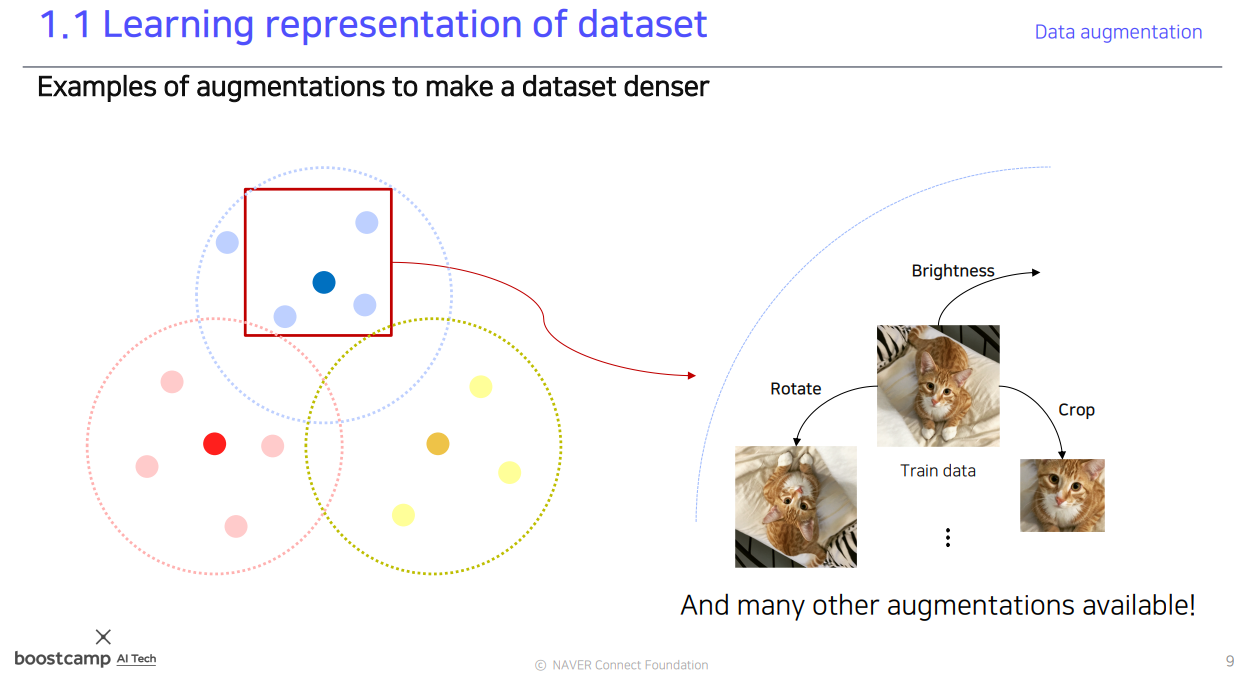 1.1 Learning representation of dataset
Data augmentation
Examples of augmentations to make a dataset denser
Brightness
Rotate
Crop
Train data
And many other augmentations available!
boostcamp AI Tech
© NAVER Connect Foundation
9